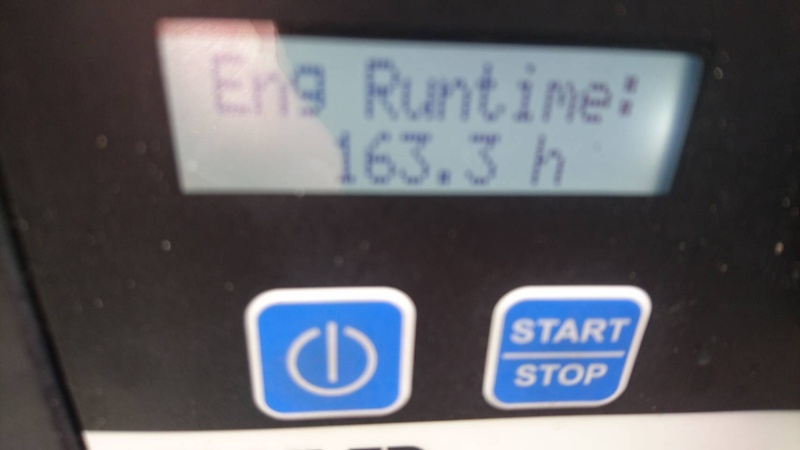 Eng Runtime:
163.3 h
START
STOP